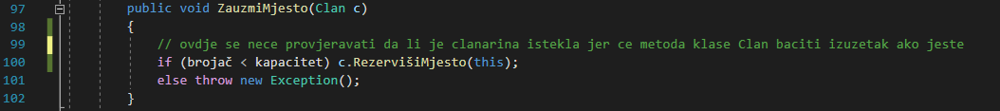 97 public void ZauzmiMjesto(Clan c)
98 {
99 // ovdje se nece provjeravati da li je clanarina istekla jer ce metoda klase Clan baciti izuzetak ako jeste
100 if (brojač < kapacitet) c.RezervišiMjesto(this);
101 else throw new Exception();
102 }